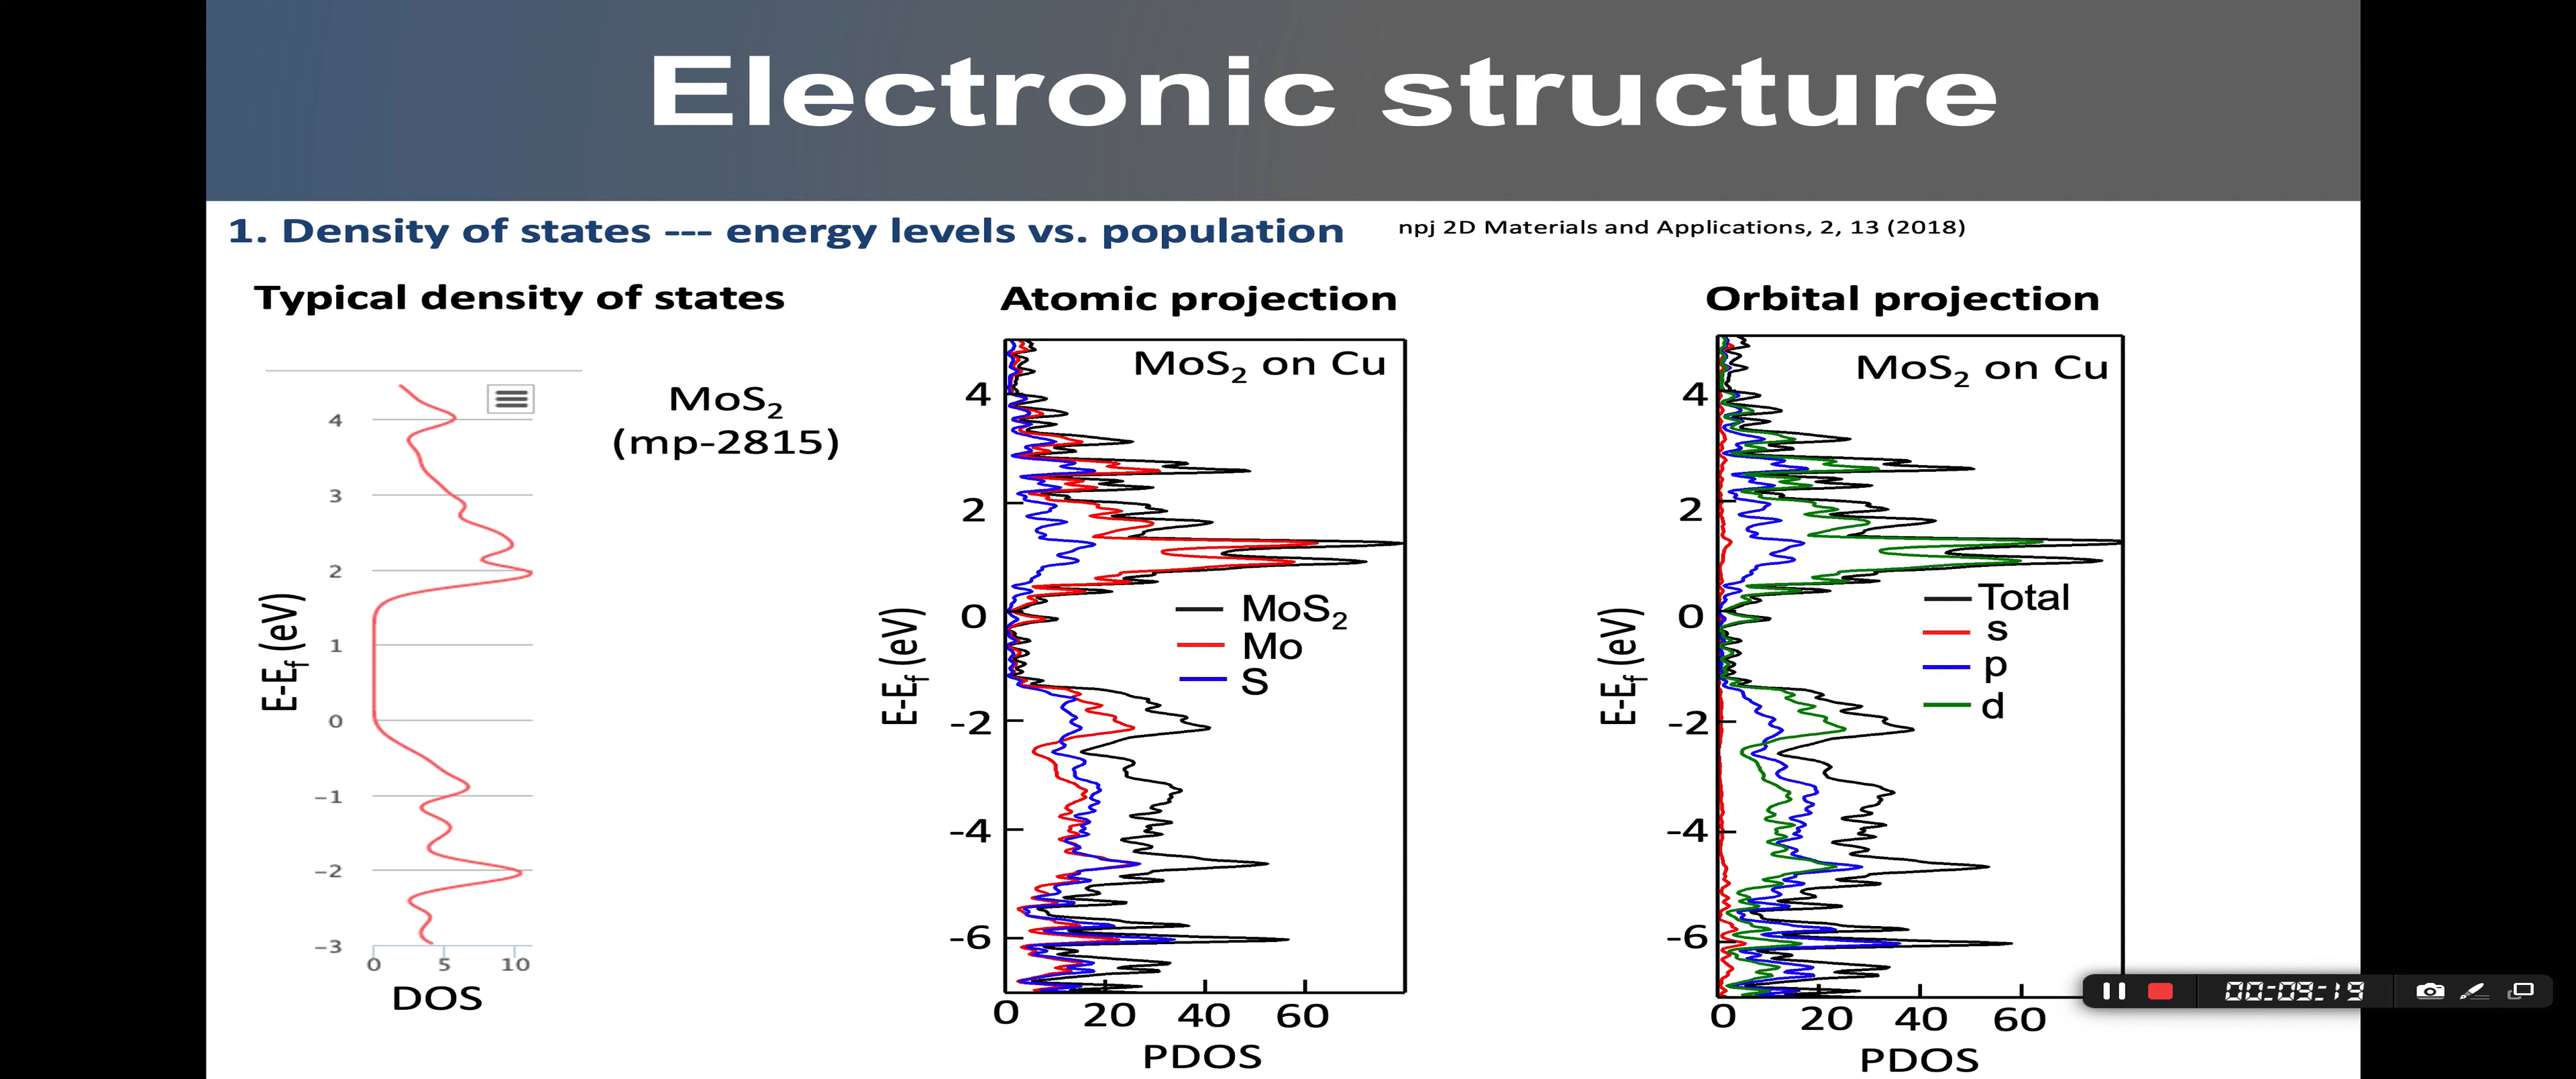 Electronic structure
1. Density of states --- energy levels vs. population
npj 2D Materials and Applications, 2, 13 (2018)
Typical density of states
MoS2
(mp-2815)
4
3
2
1
0
−1
−2
−3
E-Ef (eV)
0 5 10
DOS
Atomic projection
MoS2 on Cu
4
2
0
-2
-4
-6
E-Ef (eV)
MoS2
Mo
S
0 20 40 60
PDOS
Orbital projection
MoS2 on Cu
4
2
0
-2
-4
-6
E-Ef (eV)
Total
s
p
d
0 20 40 60
PDOS
00:09:19